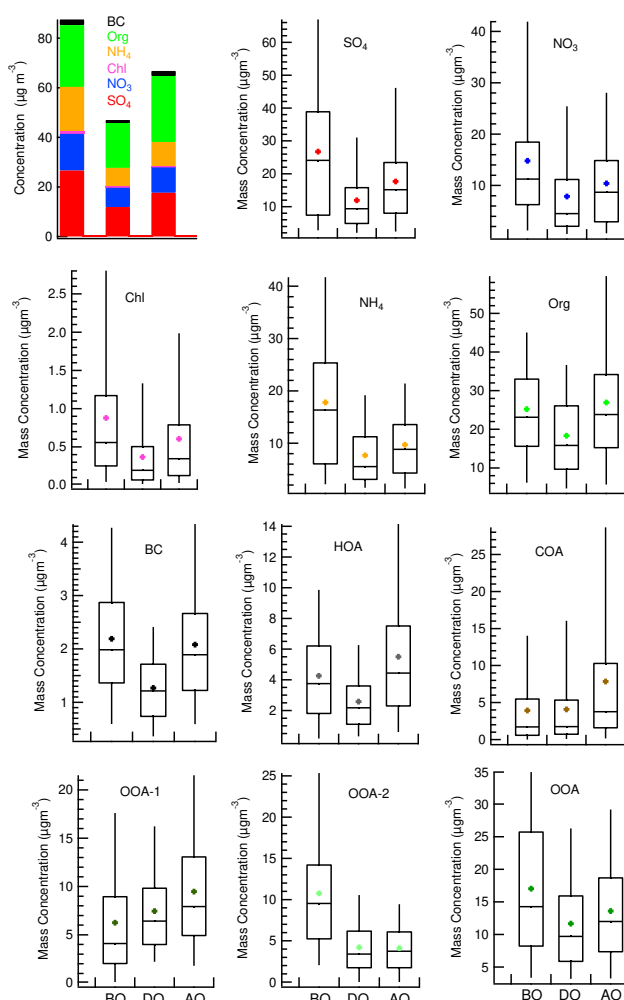 80
60
40
20
0
Concentration (µg m⁻³)
BC
Org
NH₄
Chl
NO₃
SO₄
60
50
40
30
20
10
Mass Concentration (µgm⁻³)
SO₄
40
30
20
10
0
Mass Concentration (µgm⁻³)
NO₃
2.5
2.0
1.5
1.0
0.5
0.0
Mass Concentration (µgm⁻³)
Chl
40
30
20
10
Mass Concentration (µgm⁻³)
NH₄
50
40
30
20
10
Mass Concentration (µgm⁻³)
Org
4
3
2
1
Mass Concentration (µgm⁻³)
BC
14
12
10
8
6
4
2
0
Mass Concentration (µgm⁻³)
HOA
25
20
15
10
5
0
Mass Concentration (µgm⁻³)
COA
20
15
10
5
0
Mass Concentration (µgm⁻³)
OOA-1
BO DO AO
25
20
15
10
5
0
Mass Concentration (µgm⁻³)
OOA-2
BO DO AO
35
30
25
20
15
10
5
Mass Concentration (µgm⁻³)
OOA
BO DO AO